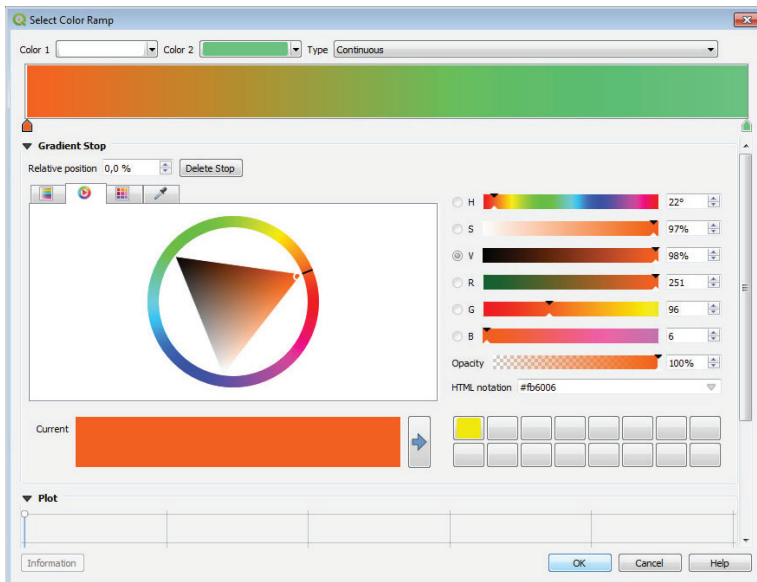 Select Color Ramp
Color 1 Color 2 Type Continuous
Gradient Stop
Relative position 0,0 % Delete Stop
H 22°
S 97%
V 98%
R 251
G 96
B 6
Opacity 100%
HTML notation #fb6006
Current
Plot
Information OK Cancel Help